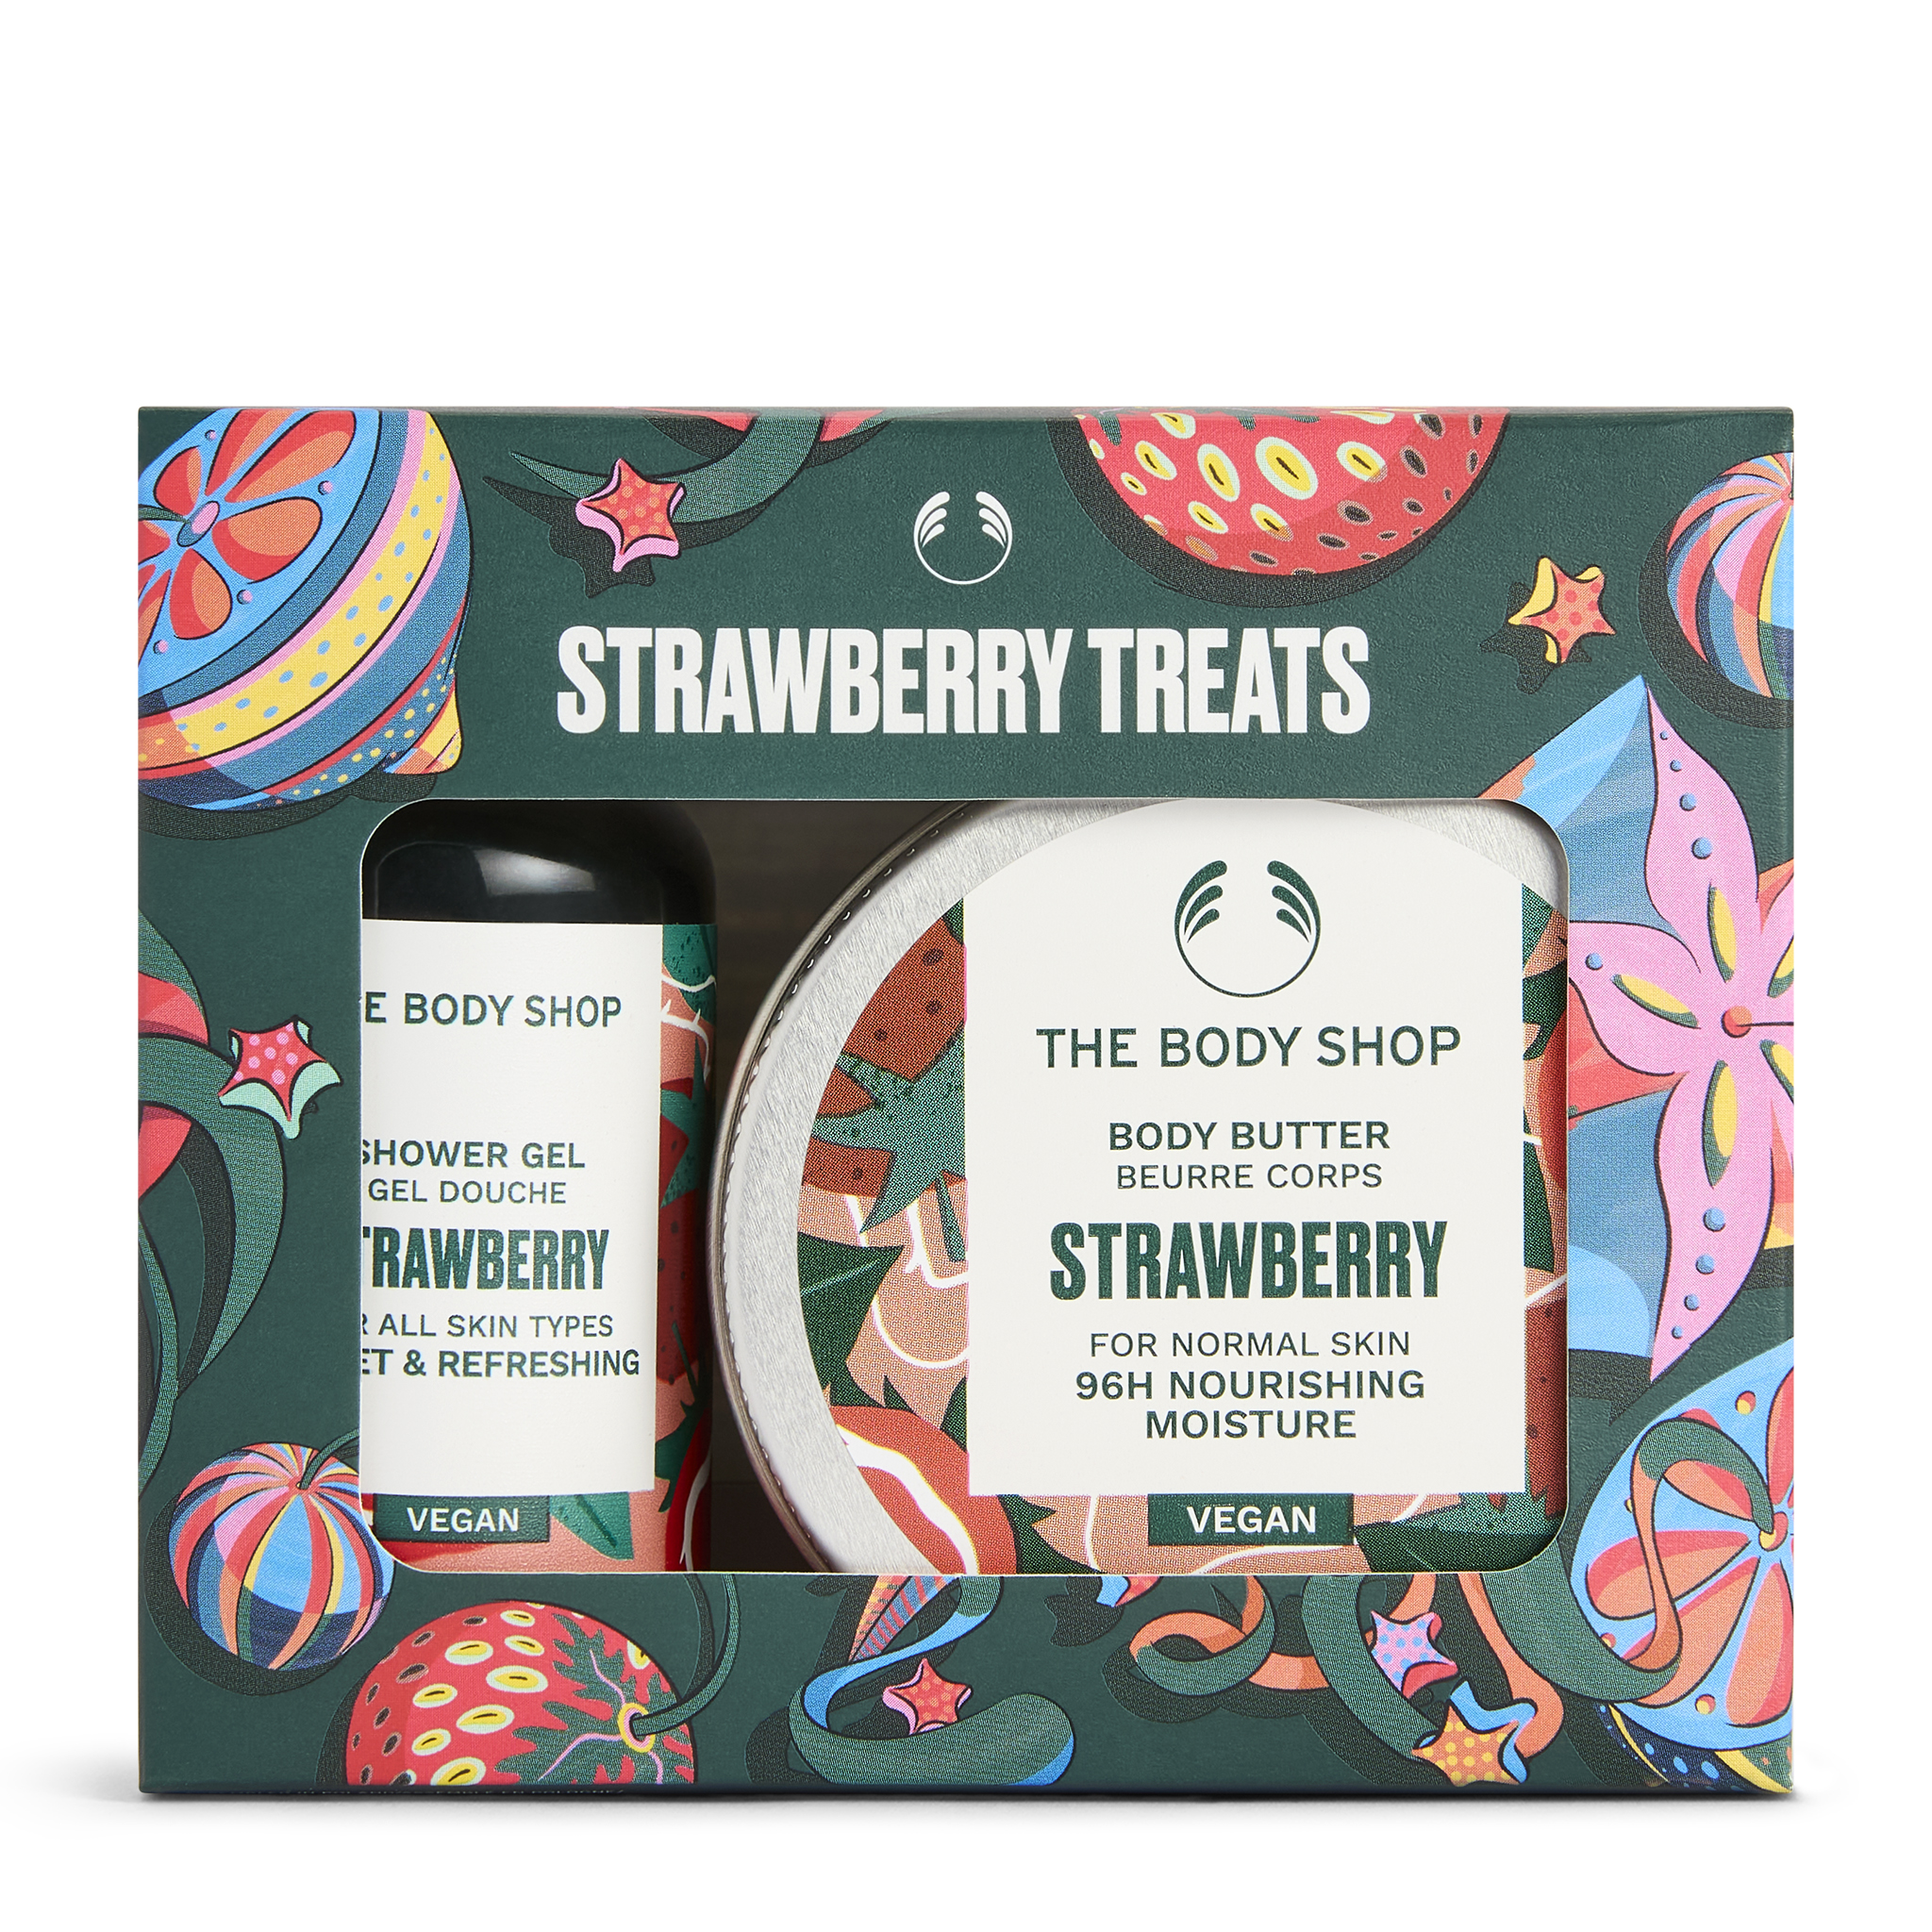 STRAWBERRY TREATS
E BODY SHOP
SHOWER GEL
GEL DOUCHE
TRAWBERRY
R ALL SKIN TYPES
ET & REFRESHING
VEGAN
THE BODY SHOP
BODY BUTTER
BEURRE CORPS
STRAWBERRY
FOR NORMAL SKIN
96H NOURISHING
MOISTURE
VEGAN